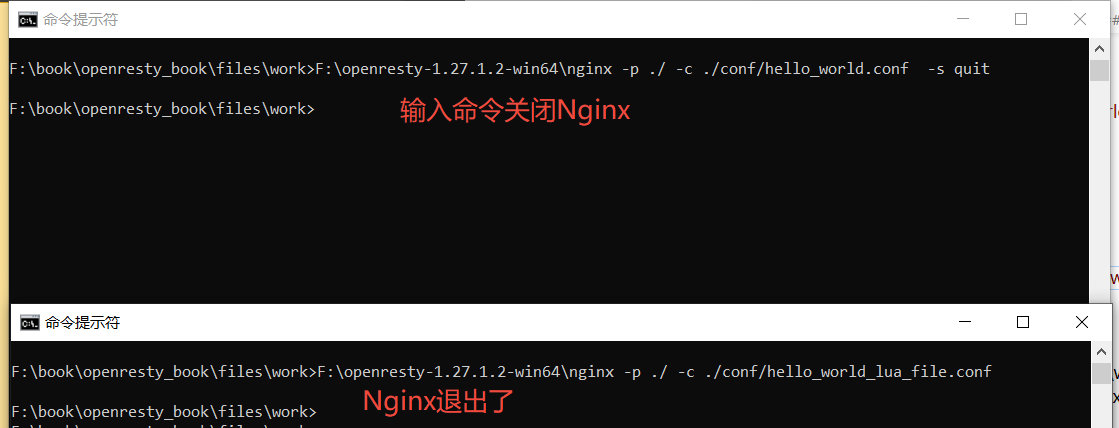 命令提示符
F:\book\openresty_book\files\work>F:\openresty-1.27.1.2-win64\nginx -p ./ -c ./conf/hello_world.conf  -s quit
F:\book\openresty_book\files\work>
输入命令关闭Nginx
命令提示符
F:\book\openresty_book\files\work>F:\openresty-1.27.1.2-win64\nginx -p ./ -c ./conf/hello_world_lua_file.conf
Nginx退出了
F:\book\openresty_book\files\work>